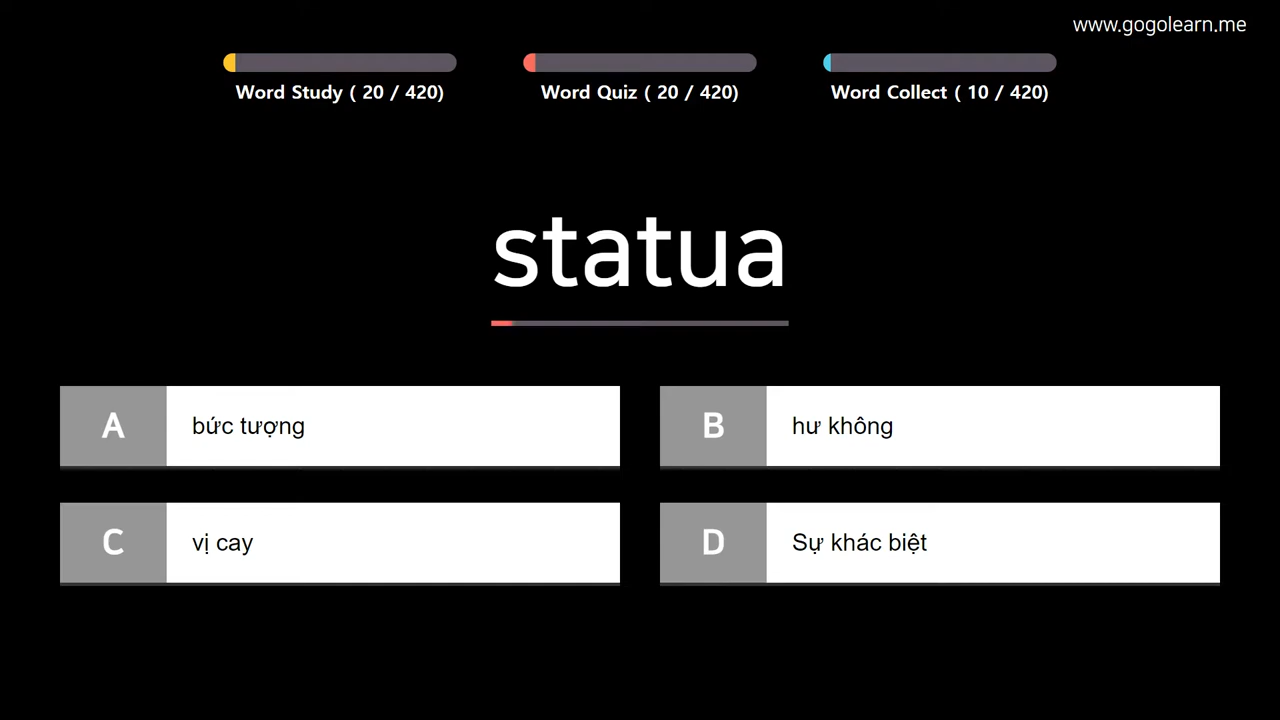 www.gogolearn.me
Word Study ( 20 / 420)
Word Quiz ( 20 / 420)
Word Collect ( 10 / 420)
statua
A bức tượng
B hư không
C vị cay
D Sự khác biệt